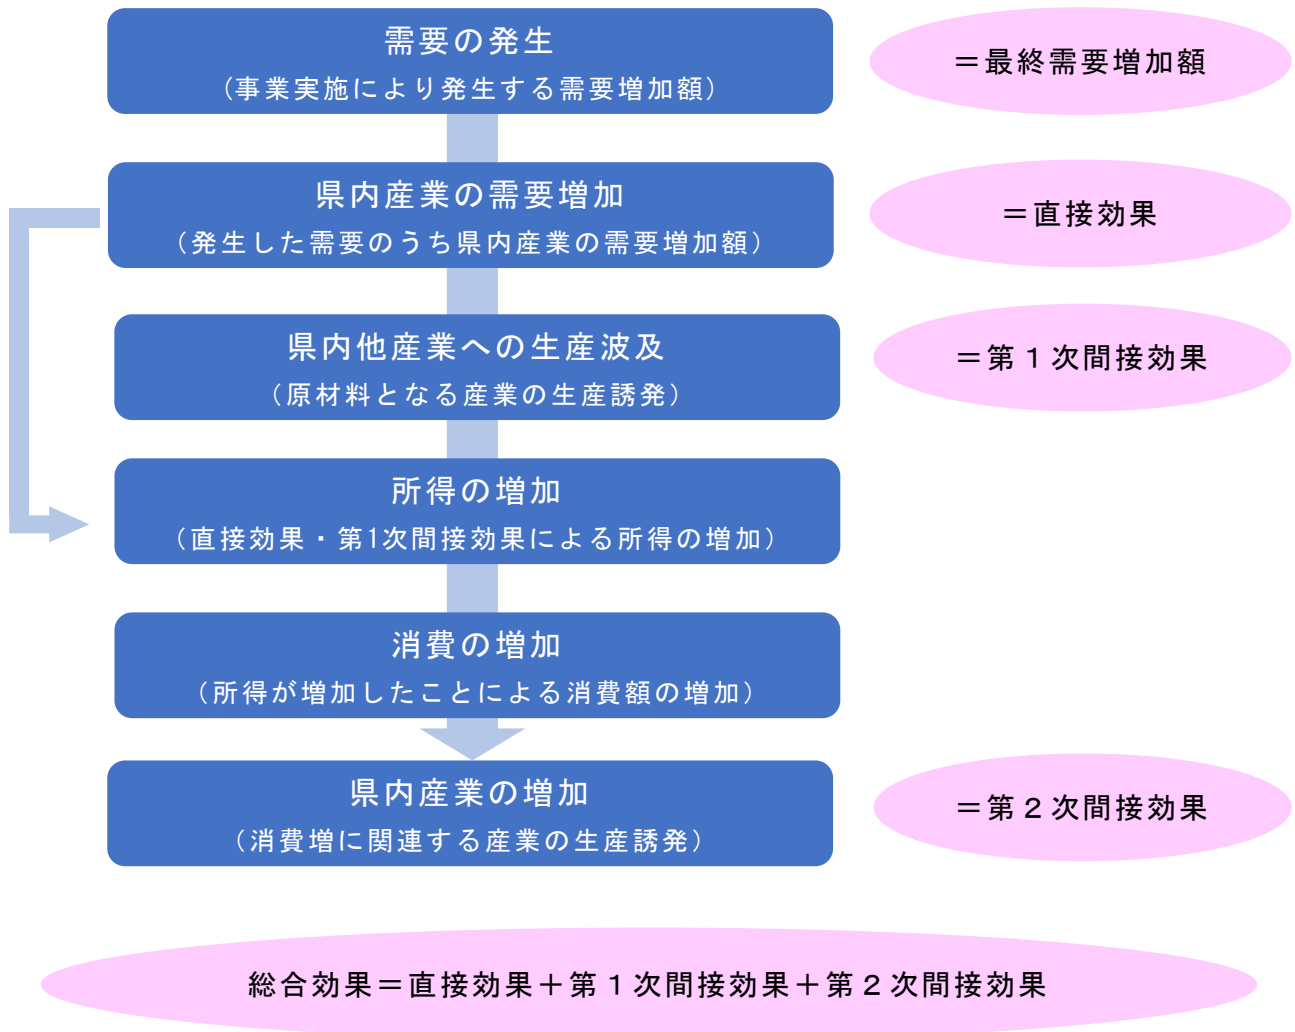 需要の発生
（事業実施により発生する需要増加額）
＝最終需要増加額
県内産業の需要増加
（発生した需要のうち県内産業の需要増加額）
＝直接効果
県内他産業への生産波及
（原材料となる産業の生産誘発）
＝第１次間接効果
所得の増加
（直接効果・第1次間接効果による所得の増加）
消費の増加
（所得が増加したことによる消費額の増加）
県内産業の増加
（消費増に関連する産業の生産誘発）
＝第２次間接効果
総合効果＝直接効果＋第１次間接効果＋第２次間接効果